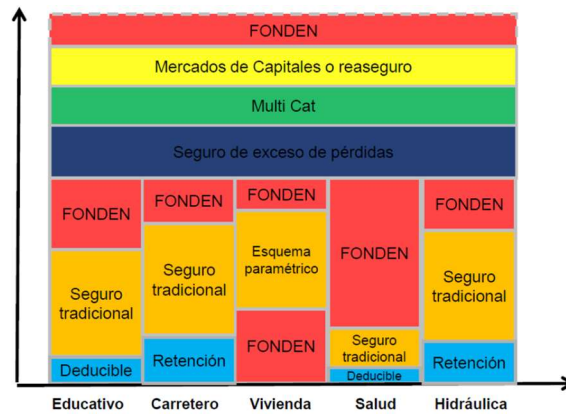 FONDEN
Mercados de Capitales o reaseguro
Multi Cat
Seguro de exceso de pérdidas
FONDEN
Seguro
tradicional
Deducible
FONDEN
Seguro
tradicional
Retención
FONDEN
Esquema
paramétrico
FONDEN
FONDEN
Seguro
tradicional
Deducible
FONDEN
Seguro
tradicional
Retención
Educativo
Carretero
Vivienda
Salud
Hidráulica